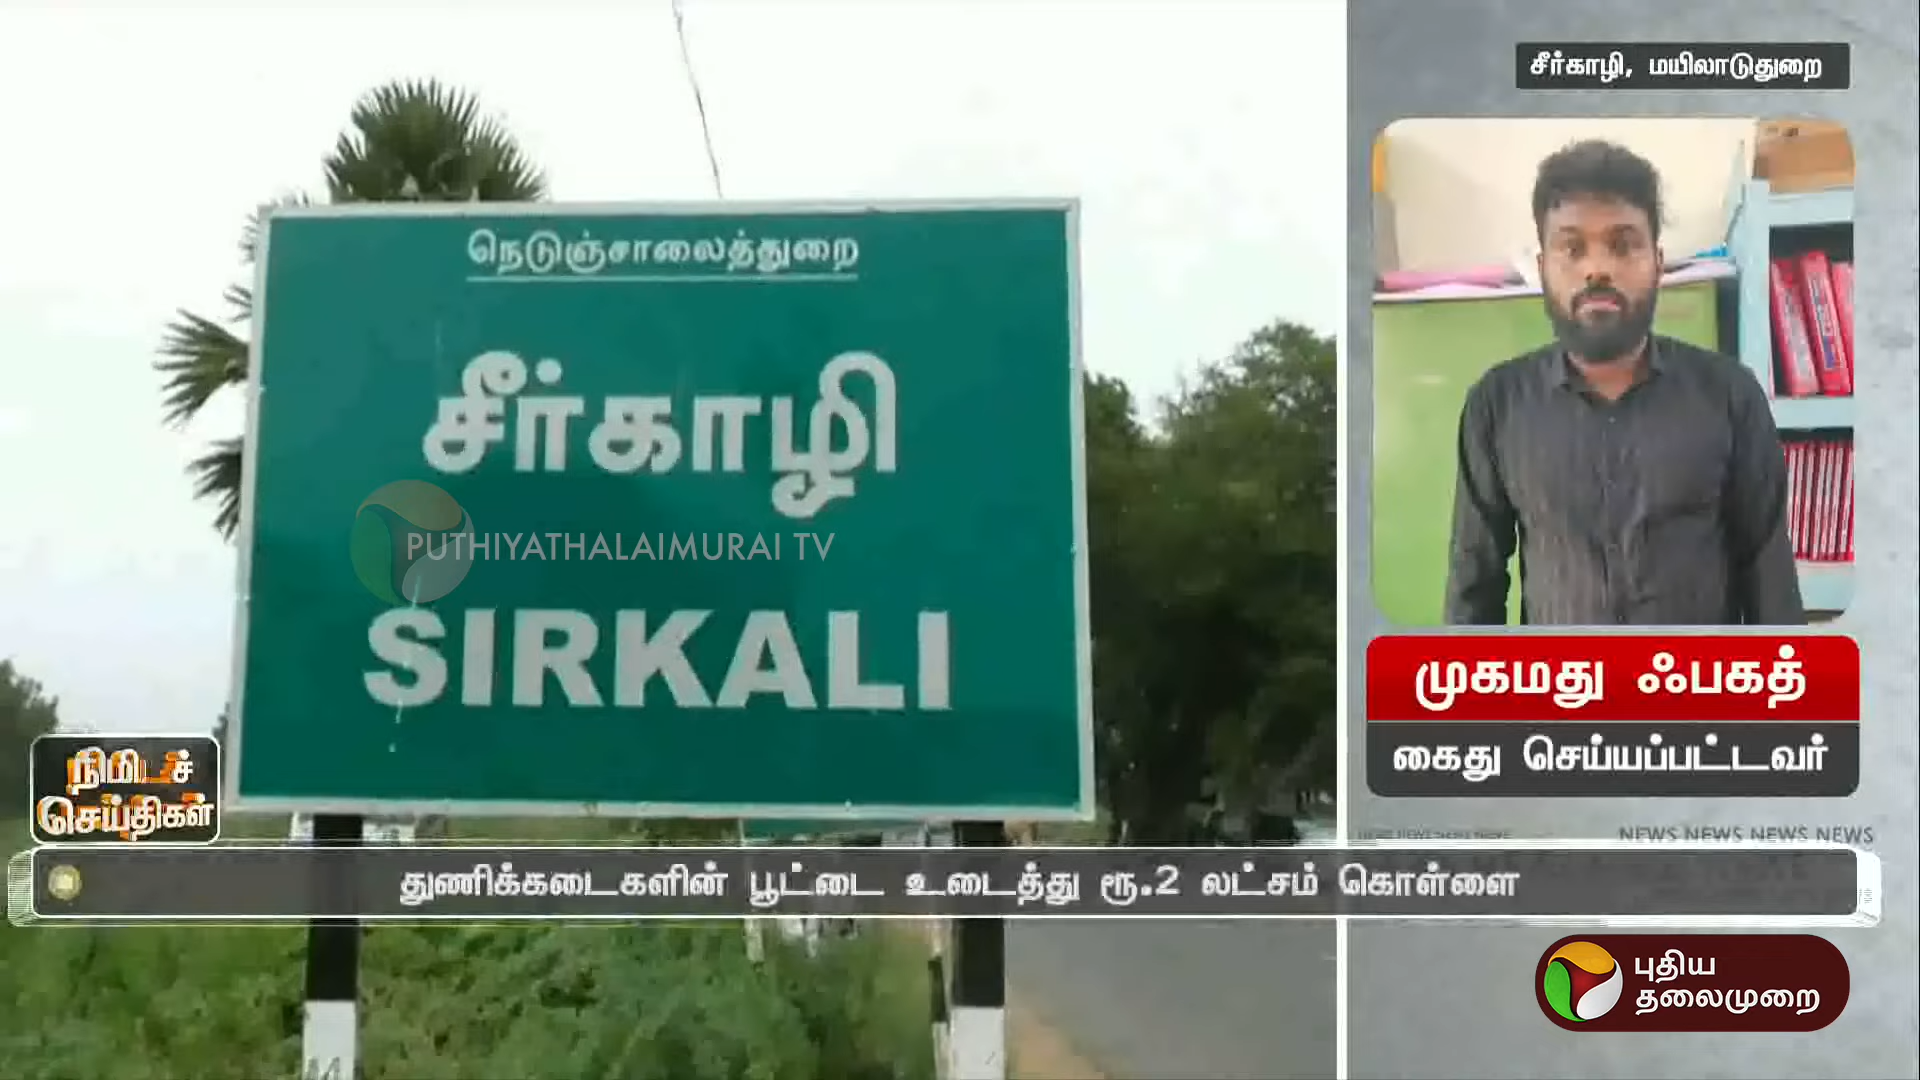 சீர்காழி, மயிலாடுதுறை
நெடுஞ்சாலைத்துறை
சீர்காழி
PUTHIYATHALAIMURAI TV
SIRKALI
முகமது ஃபகத்
கைது செய்யப்பட்டவர்
நிமிடச்
செய்திகள்
NEWS NEWS NEWS NEWS
துணிக்கடைகளின் பூட்டை உடைத்து ரூ.2 லட்சம் கொள்ளை
புதிய
தலைமுறை